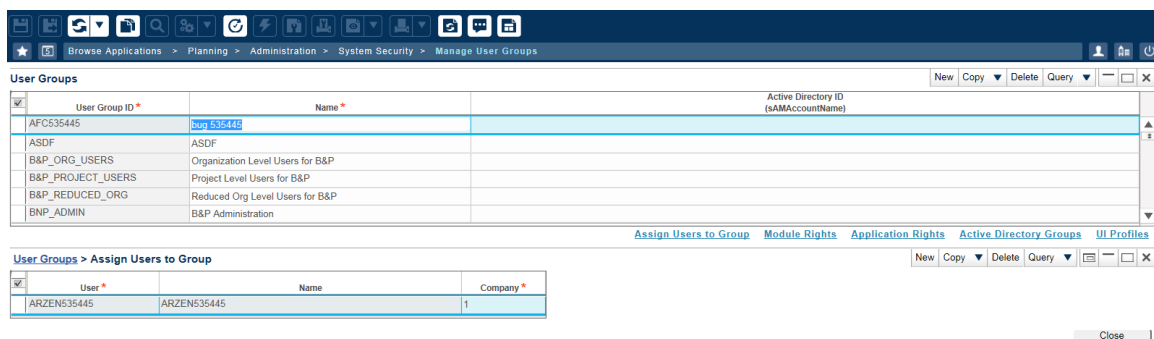 5 Browse Applications > Planning > Administration > System Security > Manage User Groups
User Groups New Copy ▼ Delete Query ▼
User Group ID * Name * Active Directory ID
(sAMAccountName)
AFC535445 bug 535445
ASDF ASDF
B&P_ORG_USERS Organization Level Users for B&P
B&P_PROJECT_USERS Project Level Users for B&P
B&P_REDUCED_ORG Reduced Org Level Users for B&P
BNP_ADMIN B&P Administration
Assign Users to Group Module Rights Application Rights Active Directory Groups UI Profiles
User Groups > Assign Users to Group New Copy ▼ Delete Query ▼
User * Name Company *
ARZEN535445 ARZEN535445 1
Close